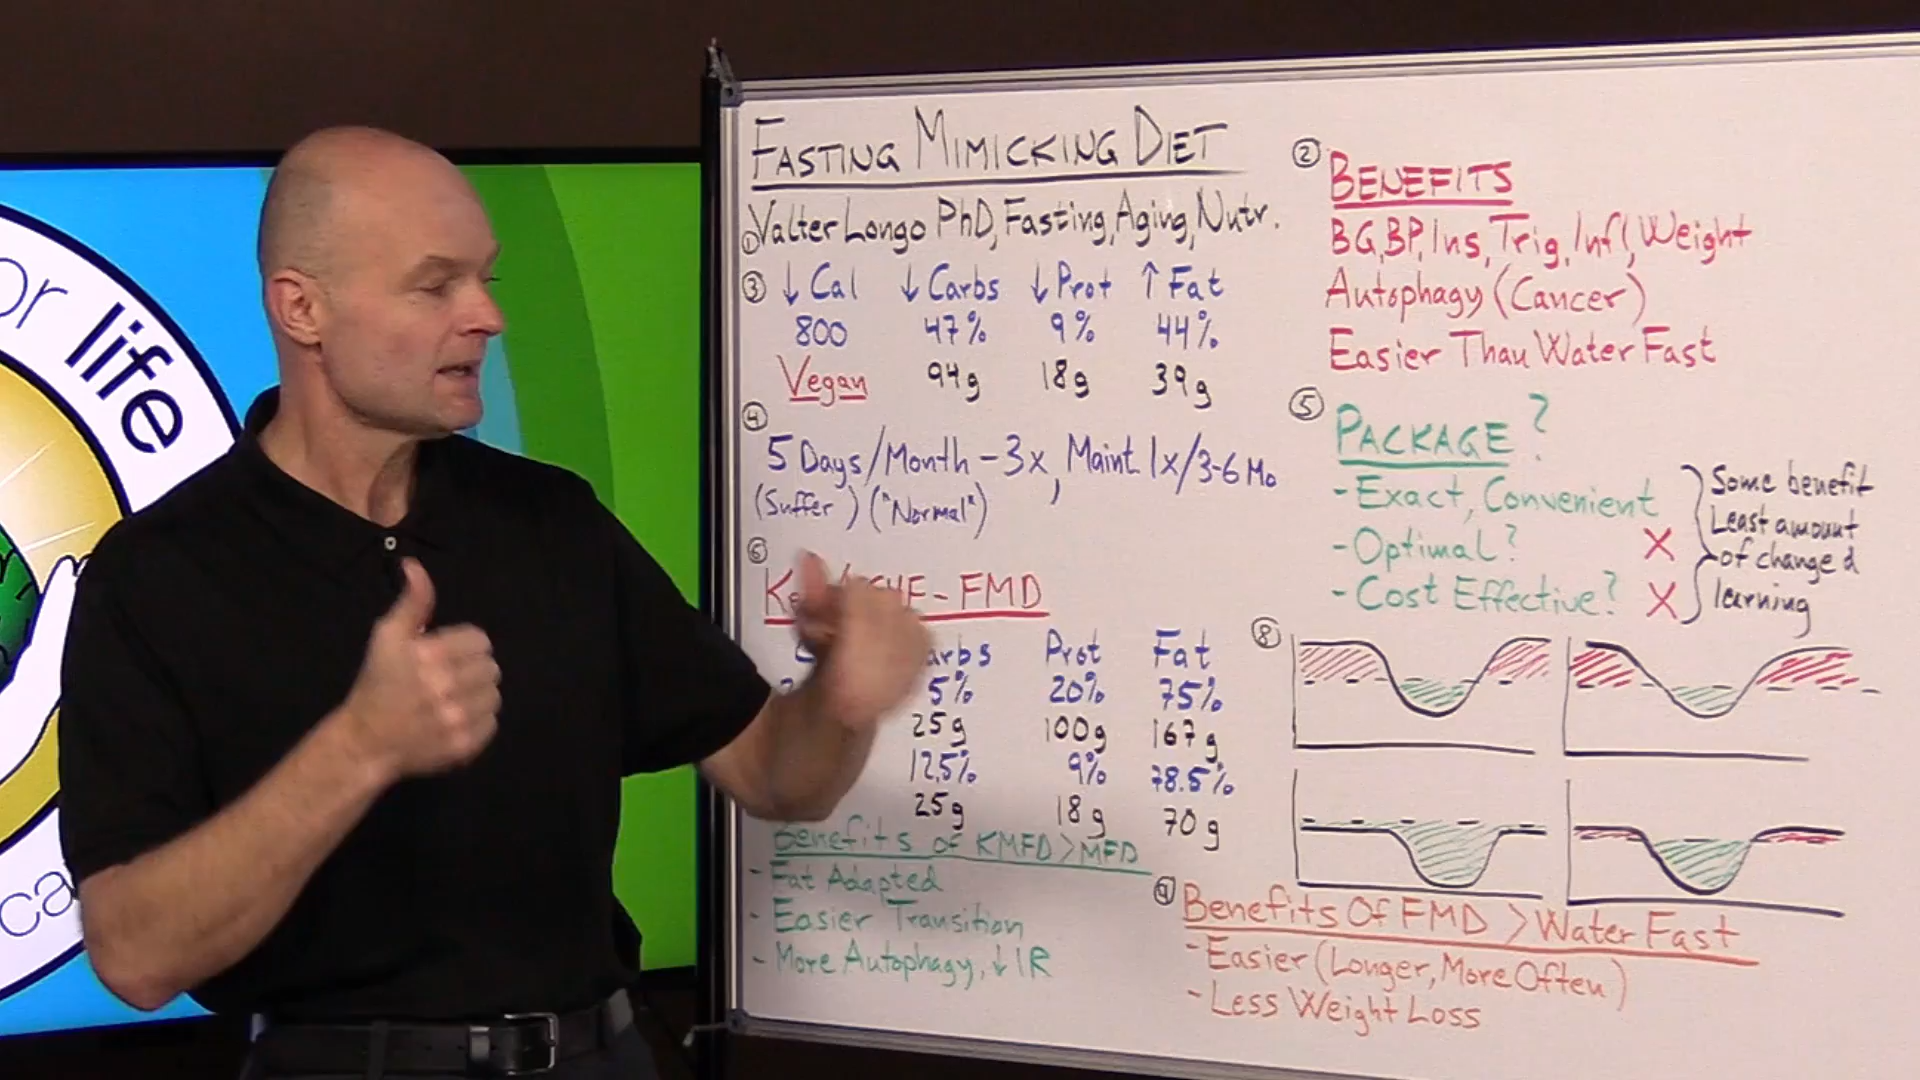 or life
ca
FASTING MIMICKING DIET
① Valter Longo PhD, Fasting, Aging, Nutr.
③ ↓ Cal ↓ Carbs ↓ Prot ↑ Fat
800 47% 9% 44%
Vegan 94g 18g 39g
④
5 Days/Month - 3x, Maint 1x/3-6 Mo
(Suffer) ("Normal")
⑥
FMD
Prot Fat
5% 20% 75%
25g 100g 167g
12,5% 9% 78.5%
25g 18g 70g
Benefits of KMFD > MFD
- Fat Adapted
- Easier Transition
- More Autophagy, ↓ IR
② BENEFITS
BG, BP, Ins, Trig, Infl, Weight
Autophagy (Cancer)
Easier Than Water Fast
⑤ PACKAGE?
- Exact, Convenient
- Optimal? X
- Cost Effective? X
Some benefit
Least amount
of change &
learning
⑧
⑨ Benefits Of FMD > Water Fast
- Easier (Longer, More Often)
- Less Weight Loss